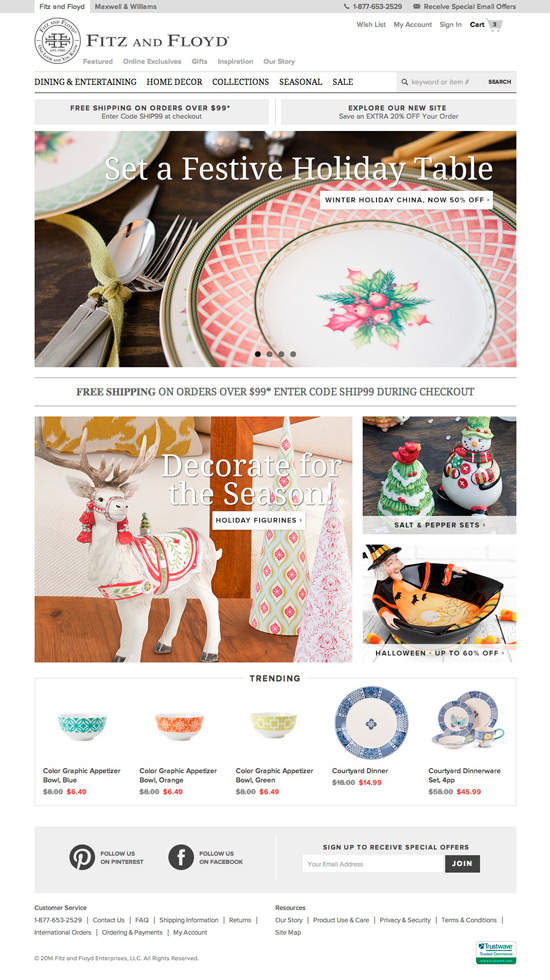 Fitz and Floyd
Maxwell & Williams
1-877-653-2529
Receive Special Email Offers
FITZ AND FLOYD
EST. 1960
Wish List
My Account
Sign In
Cart 3
FITZ AND FLOYD®
Featured
Online Exclusives
Gifts
Inspiration
Our Story
DINING & ENTERTAINING
HOME DECOR
COLLECTIONS
SEASONAL
SALE
keyword or item #
SEARCH
FREE SHIPPING ON ORDERS OVER $99*
Enter Code SHIP99 at checkout
EXPLORE OUR NEW SITE
Save an EXTRA 20% OFF Your Order
Set a Festive Holiday Table
WINTER HOLIDAY CHINA, NOW 50% OFF ›
FREE SHIPPING ON ORDERS OVER $99* ENTER CODE SHIP99 DURING CHECKOUT
Decorate for
the Season!
HOLIDAY FIGURINES ›
SALT & PEPPER SETS ›
HALLOWEEN - UP TO 60% OFF ›
TRENDING
Color Graphic Appetizer
Bowl, Blue
$8.00 $6.49
Color Graphic Appetizer
Bowl, Orange
$8.00 $6.49
Color Graphic Appetizer
Bowl, Green
$8.00 $6.49
Courtyard Dinner
$18.00 $14.99
Courtyard Dinnerware
Set, 4pp
$58.00 $45.99
FOLLOW US
ON PINTEREST
FOLLOW US
ON FACEBOOK
SIGN UP TO RECEIVE SPECIAL OFFERS
Your Email Address
JOIN
Customer Service
1-877-653-2529 | Contact Us | FAQ | Shipping Information | Returns |
International Orders | Ordering & Payments | My Account
Resources
Our Story | Product Use & Care | Privacy & Security | Terms & Conditions |
Site Map
© 2014 Fitz and Floyd Enterprises, LLC. All Rights Reserved.
Trustwave
Trusted Commerce